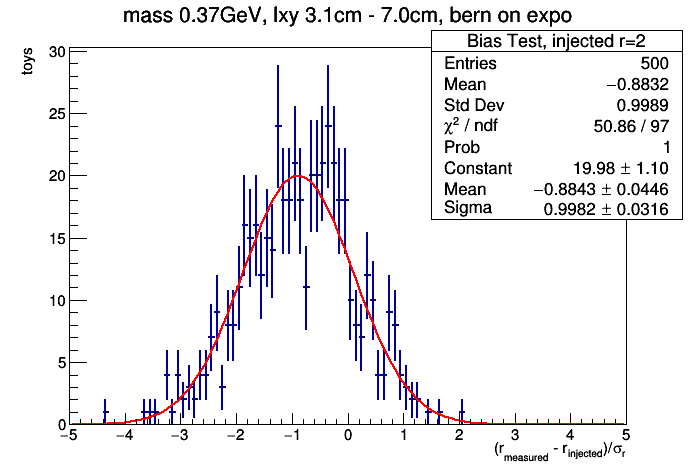 mass 0.37GeV, lxy 3.1cm - 7.0cm, bern on expo
Bias Test, injected r=2
Entries 500
Mean −0.8832
Std Dev 0.9989
χ² / ndf 50.86 / 97
Prob 1
Constant 19.98 ± 1.10
Mean −0.8843 ± 0.0446
Sigma 0.9982 ± 0.0316
toys
30
25
20
15
10
5
0
−5 −4 −3 −2 −1 0 1 2 3 4 5
(r_measured - r_injected)/σ_r